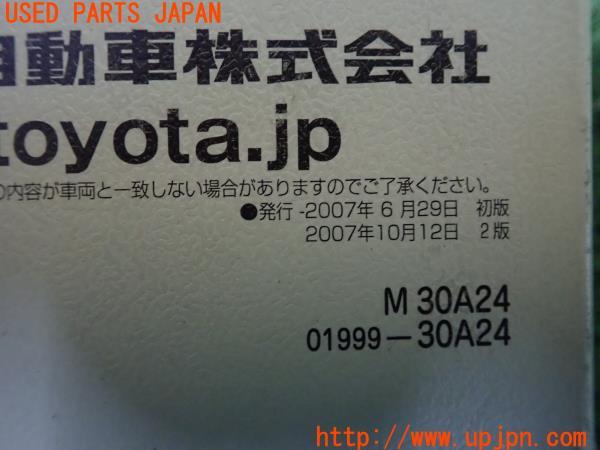 USED PARTS JAPAN
自動車株式会社
toyota.jp
の内容が車両と一致しない場合がありますのでご了承ください。
●発行-2007年6月29日 初版
2007年10月12日 2版
M 30A24
01999-30A24
UPJ
http://www.upjpn.com/